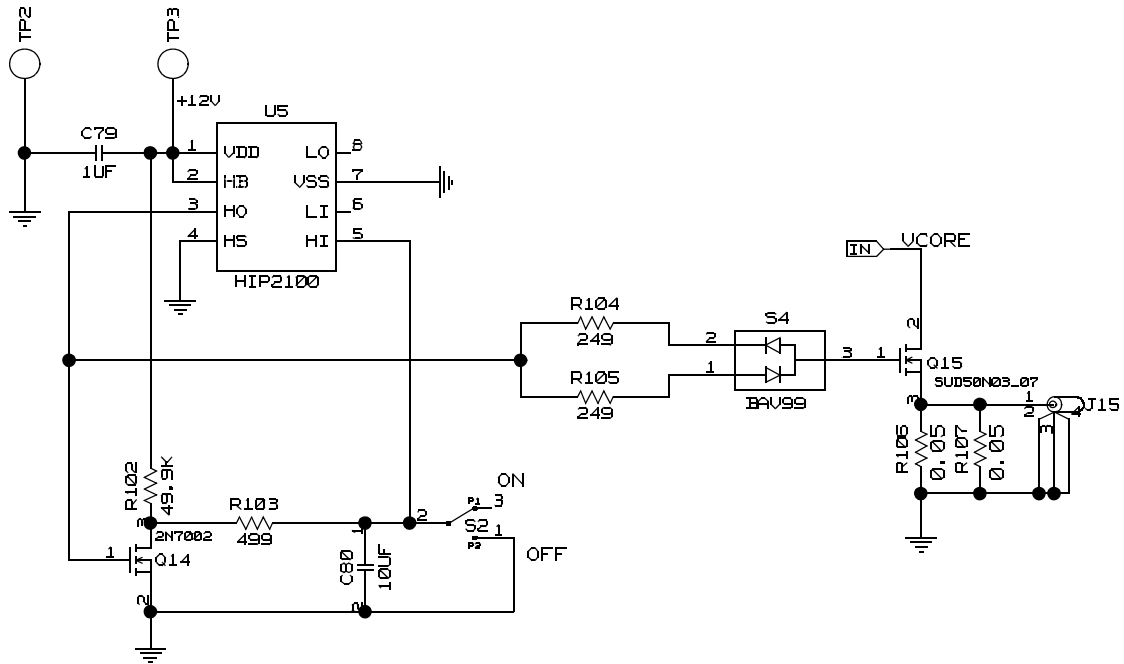 TP2
TP3
+12V
U5
C79
1UF
1 VDD LO 8
2 HB VSS 7
3 HO LI 6
4 HS HI 5
HIP2100
IN
VCORE
R104
249
S4
2
1
3
BAV99
R105
249
2
1
Q15
SUD50N03_07
3
1
2
3
4
J15
R106
0.05
R107
0.05
R102
49.9K
R103
499
3
2N7002
1
Q14
2
1
C80
10UF
2
2
ON
P1
3
S2
1
P2
OFF